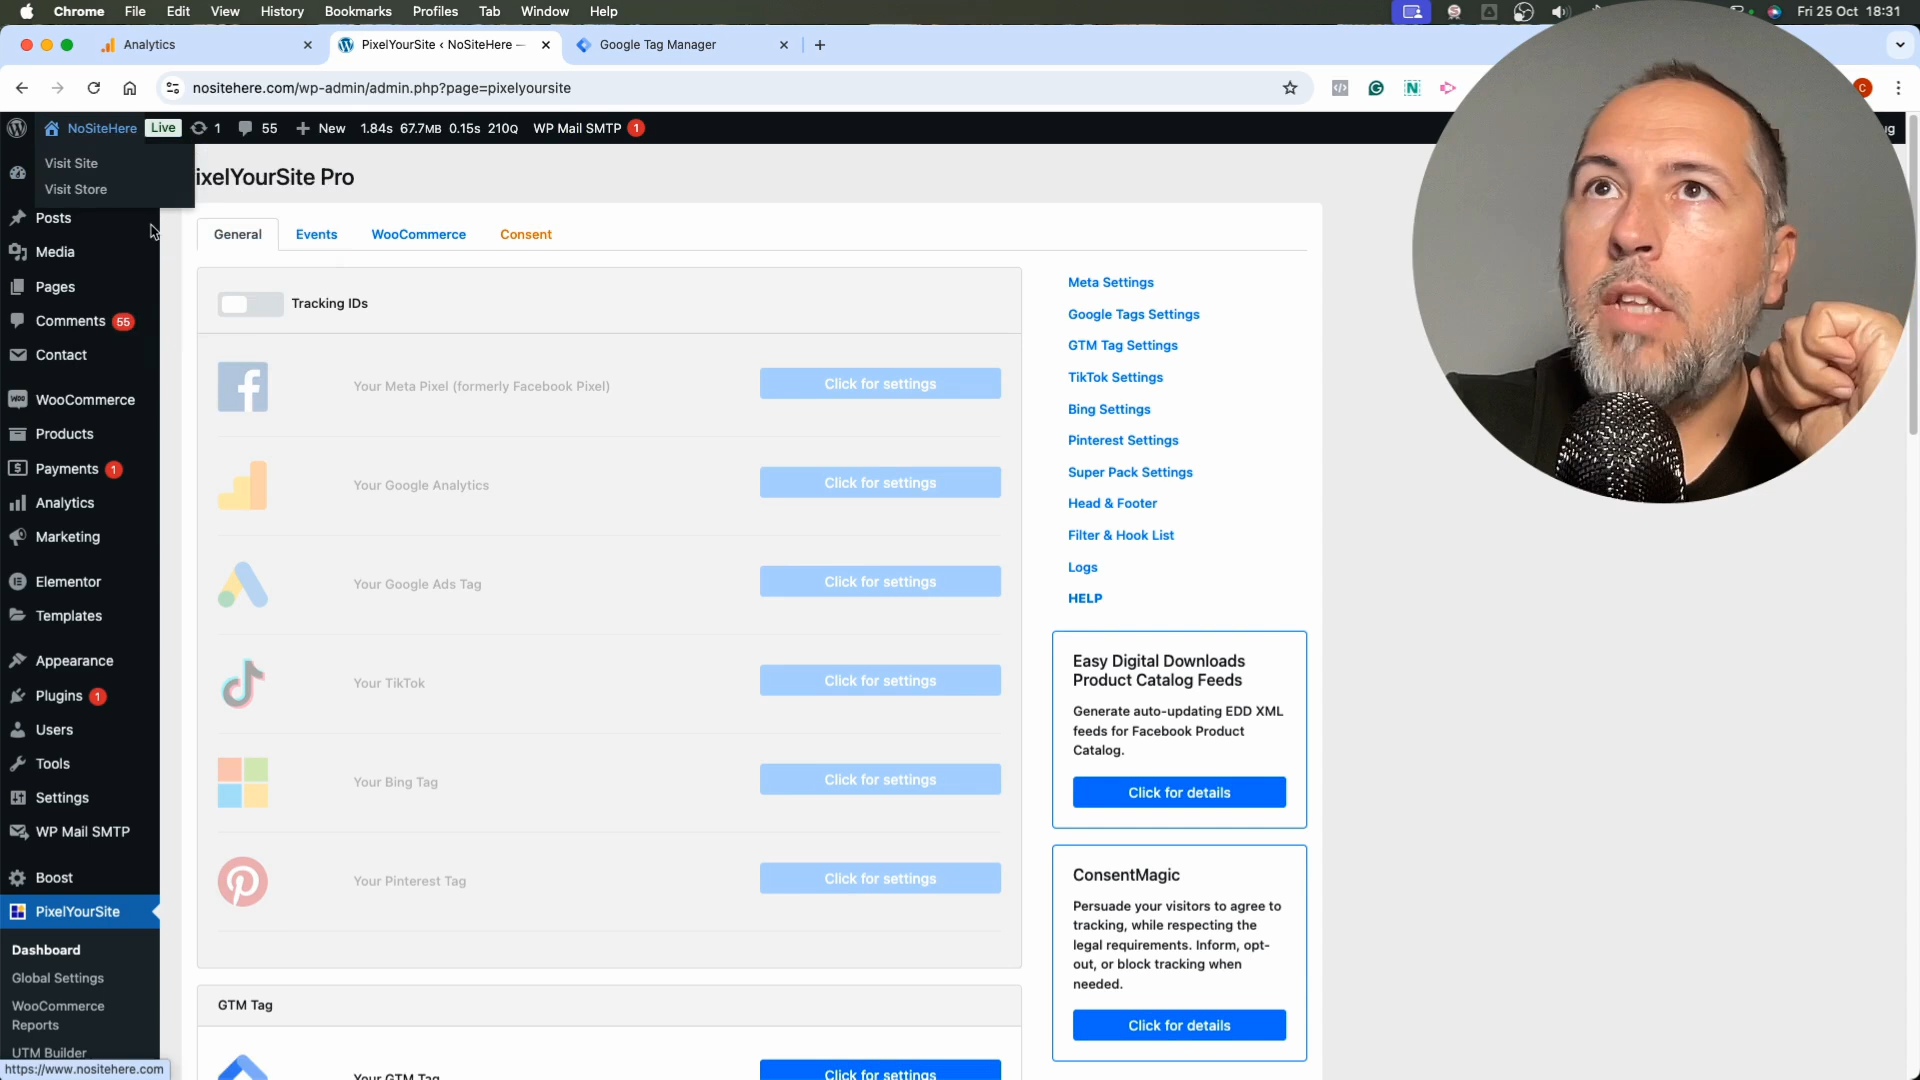 Chrome File Edit View History Bookmarks Profiles Tab Window Help
Fri 25 Oct 18:31
Analytics
PixelYourSite ‹ NoSiteHere —
Google Tag Manager
nositehere.com/wp-admin/admin.php?page=pixelyoursite
NoSiteHere Live 1 55 New 1.84s 67.7MB 0.15s 210Q WP Mail SMTP 1
ug
Visit Site
Visit Store
Posts
Media
Pages
Comments 55
Contact
WooCommerce
Products
Payments 1
Analytics
Marketing
Elementor
Templates
Appearance
Plugins 1
Users
Tools
Settings
WP Mail SMTP
Boost
PixelYourSite
Dashboard
Global Settings
WooCommerce
Reports
UTM Builder
https://www.nositehere.com
ixelYourSite Pro
General Events WooCommerce Consent
Tracking IDs
Your Meta Pixel (formerly Facebook Pixel) Click for settings
Your Google Analytics Click for settings
Your Google Ads Tag Click for settings
Your TikTok Click for settings
Your Bing Tag Click for settings
Your Pinterest Tag Click for settings
GTM Tag
Your GTM Tag Click for settings
Meta Settings
Google Tags Settings
GTM Tag Settings
TikTok Settings
Bing Settings
Pinterest Settings
Super Pack Settings
Head & Footer
Filter & Hook List
Logs
HELP
Easy Digital Downloads
Product Catalog Feeds
Generate auto-updating EDD XML
feeds for Facebook Product
Catalog.
Click for details
ConsentMagic
Persuade your visitors to agree to
tracking, while respecting the
legal requirements. Inform, opt-
out, or block tracking when
needed.
Click for details